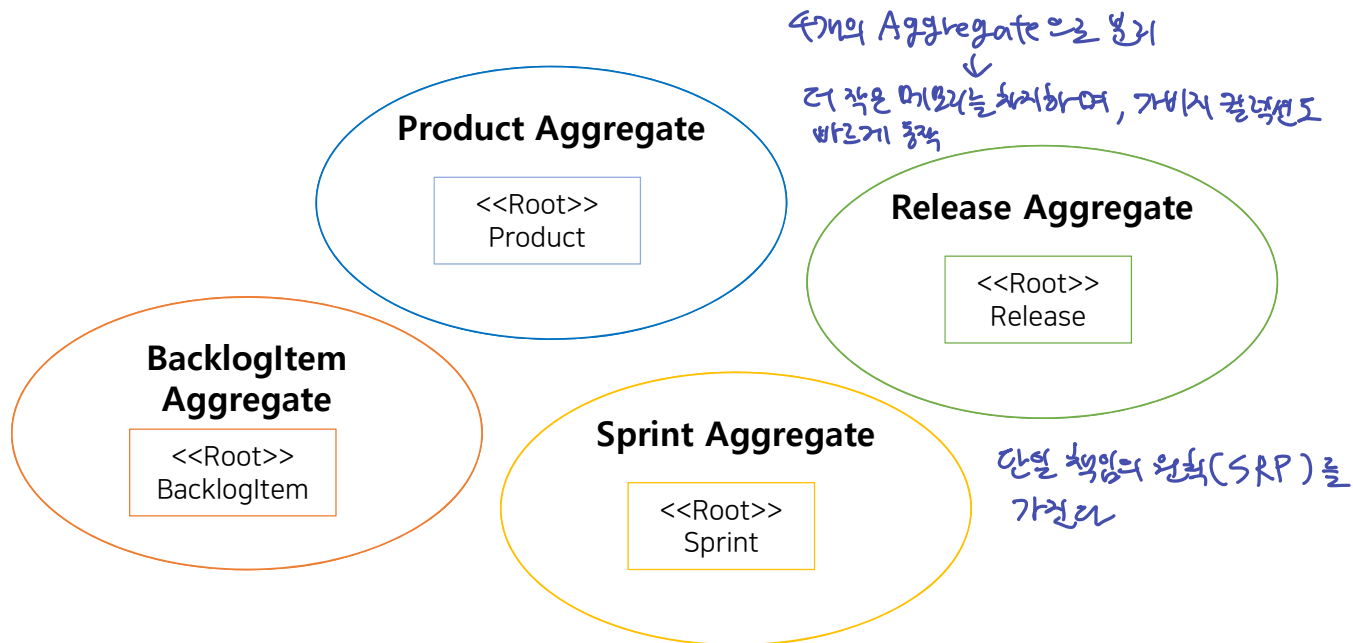 4개의 Aggregate으로 분리
↓
더 작은 메모리를 차지하며, 가비지 컬렉션도
빠르게 동작
Product Aggregate
<<Root>>
Product
Release Aggregate
<<Root>>
Release
BacklogItem
Aggregate
<<Root>>
BacklogItem
Sprint Aggregate
<<Root>>
Sprint
단일 책임의 원칙(SRP)를
가진다